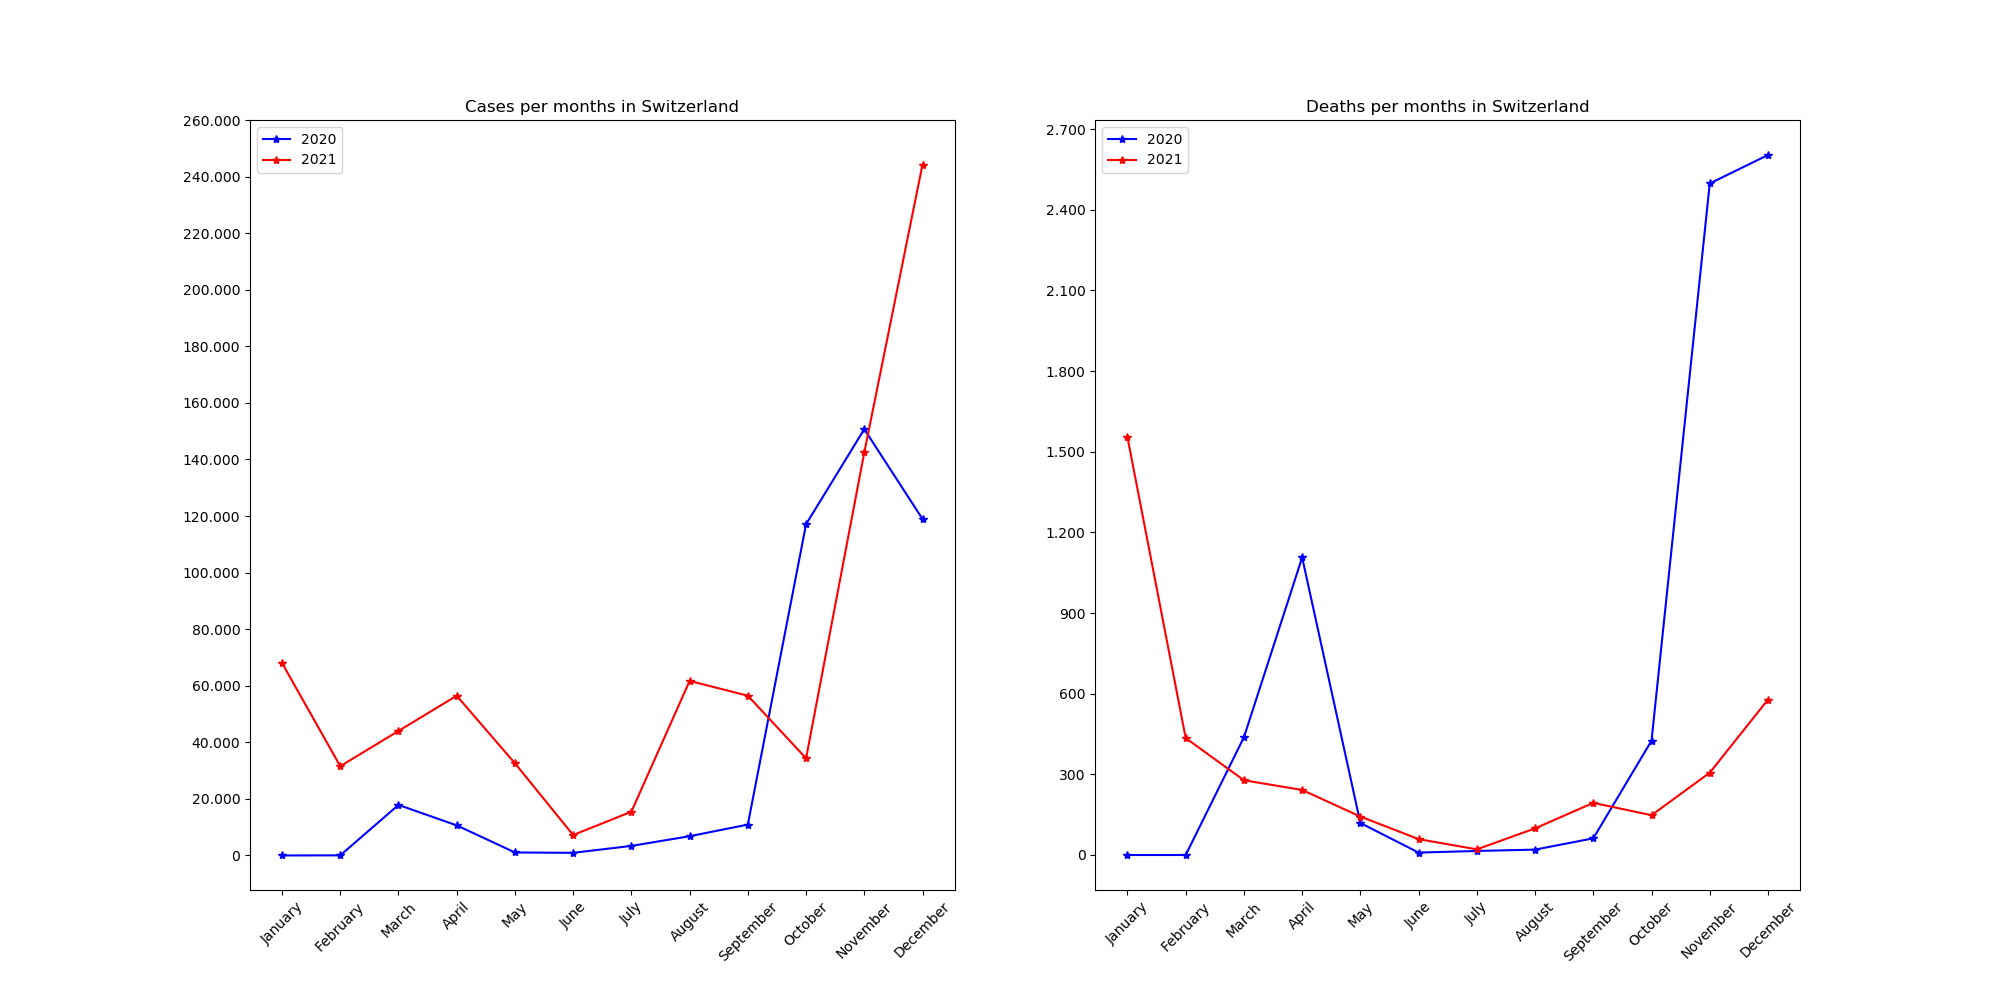 Cases per months in Switzerland
260.000
240.000
220.000
200.000
180.000
160.000
140.000
120.000
100.000
80.000
60.000
40.000
20.000
0
2020
2021
January
February
March
April
May
June
July
August
September
October
November
December
Deaths per months in Switzerland
2.700
2.400
2.100
1.800
1.500
1.200
900
600
300
0
2020
2021
January
February
March
April
May
June
July
August
September
October
November
December